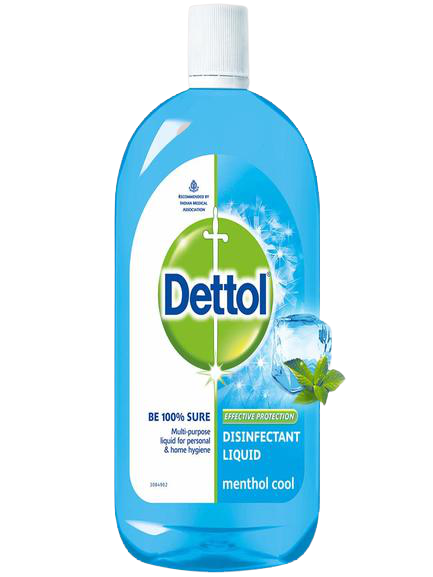 RECOMMENDED BY
INDIAN MEDICAL
ASSOCIATION
Dettol
BE 100% SURE
Multi-purpose
liquid for personal
& home hygiene
3084902
EFFECTIVE PROTECTION
DISINFECTANT
LIQUID
menthol cool